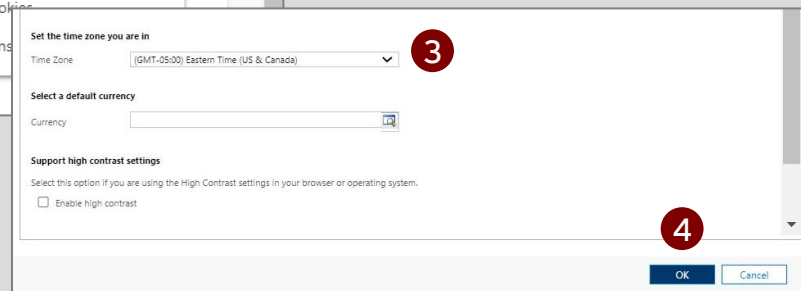 Set the time zone you are in
3
Time Zone (GMT-05:00) Eastern Time (US & Canada)
Select a default currency
Currency
Support high contrast settings
Select this option if you are using the High Contrast settings in your browser or operating system.
Enable high contrast
4
OK Cancel